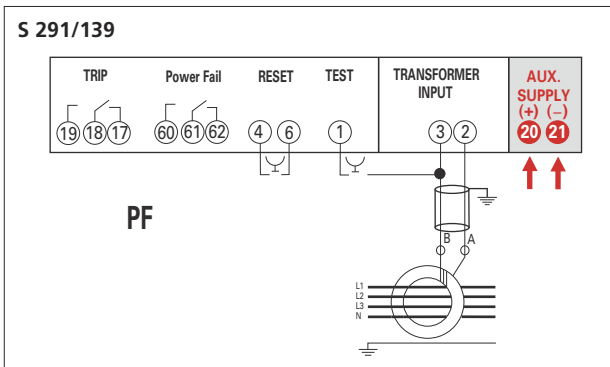 S 291/139
TRIP Power Fail RESET TEST TRANSFORMER INPUT AUX. SUPPLY
(+) (–)
19 18 17 60 61 62 4 6 1 3 2 20 21
PF
B A
L1
L2
L3
N